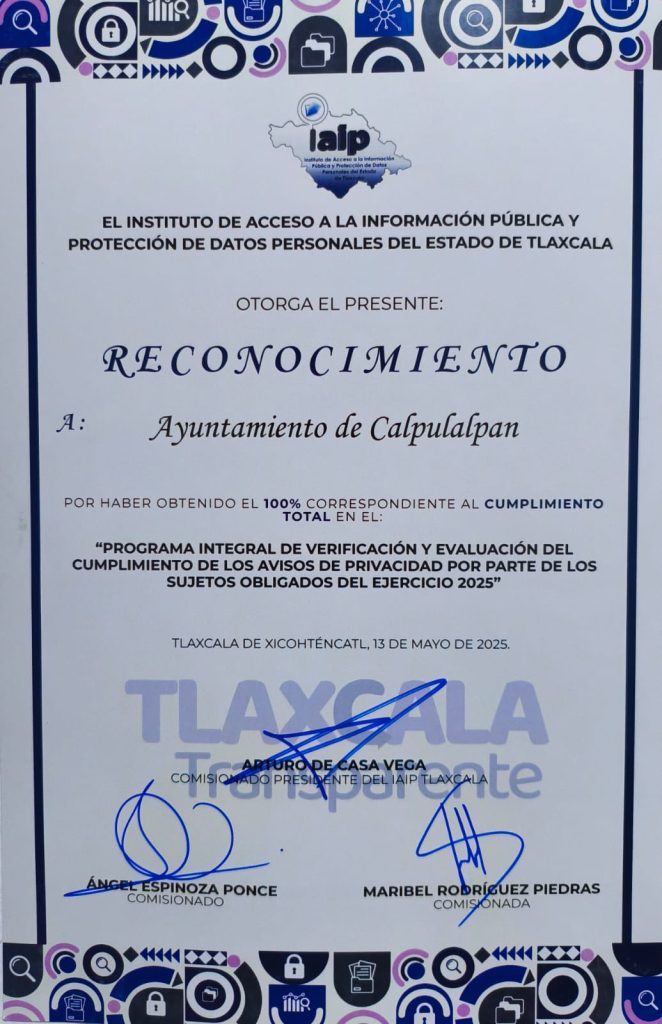 iaip
Instituto de Acceso a la Información
Pública y Protección de Datos
Personales del Estado
de Tlaxcala
EL INSTITUTO DE ACCESO A LA INFORMACIÓN PÚBLICA Y
PROTECCIÓN DE DATOS PERSONALES DEL ESTADO DE TLAXCALA
OTORGA EL PRESENTE:
RECONOCIMIENTO
A: Ayuntamiento de Calpulalpan
POR HABER OBTENIDO EL 100% CORRESPONDIENTE AL CUMPLIMIENTO
TOTAL EN EL:
“PROGRAMA INTEGRAL DE VERIFICACIÓN Y EVALUACIÓN DEL
CUMPLIMIENTO DE LOS AVISOS DE PRIVACIDAD POR PARTE DE LOS
SUJETOS OBLIGADOS DEL EJERCICIO 2025”
TLAXCALA DE XICOHTÉNCATL, 13 DE MAYO DE 2025.
TLAXCALA
Transparente
ARTURO DE CASA VEGA
COMISIONADO PRESIDENTE DEL IAIP TLAXCALA
ÁNGEL ESPINOZA PONCE
COMISIONADO
MARIBEL RODRÍGUEZ PIEDRAS
COMISIONADA